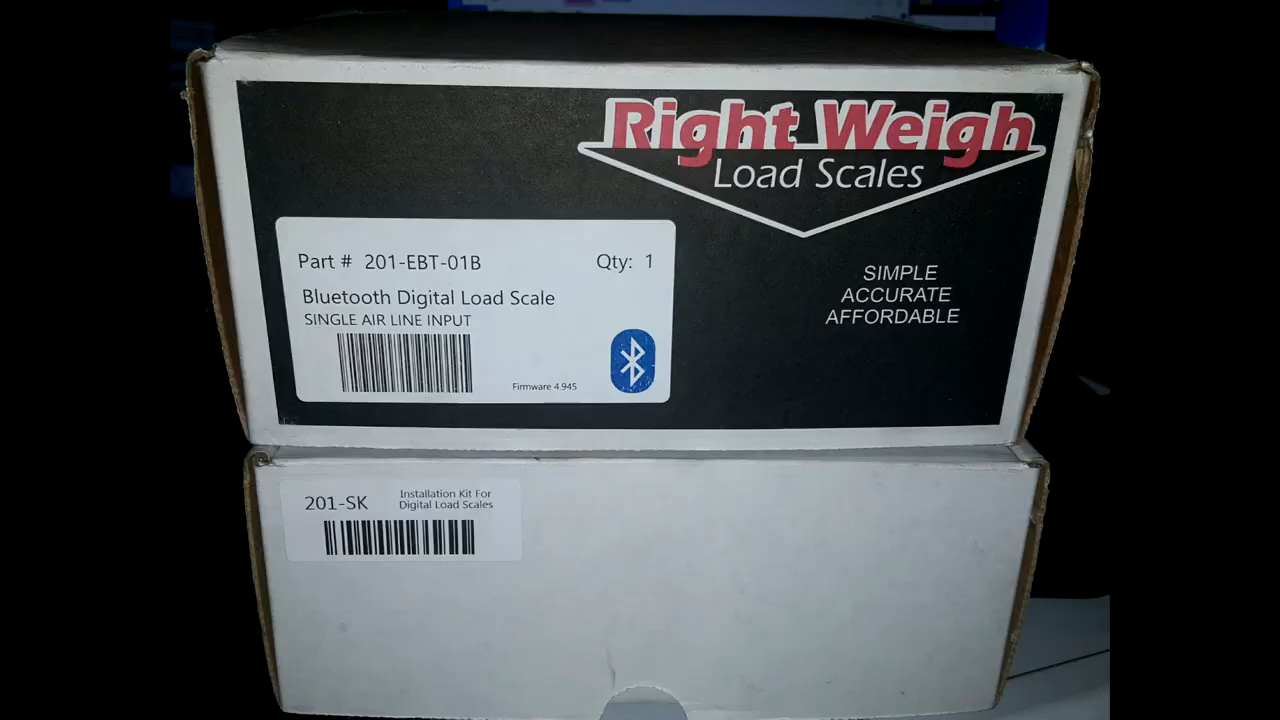 Right Weigh
Load Scales
SIMPLE
ACCURATE
AFFORDABLE
Part # 201-EBT-01B Qty: 1
Bluetooth Digital Load Scale
SINGLE AIR LINE INPUT
Firmware 4.945
201-SK
Installation Kit For
Digital Load Scales